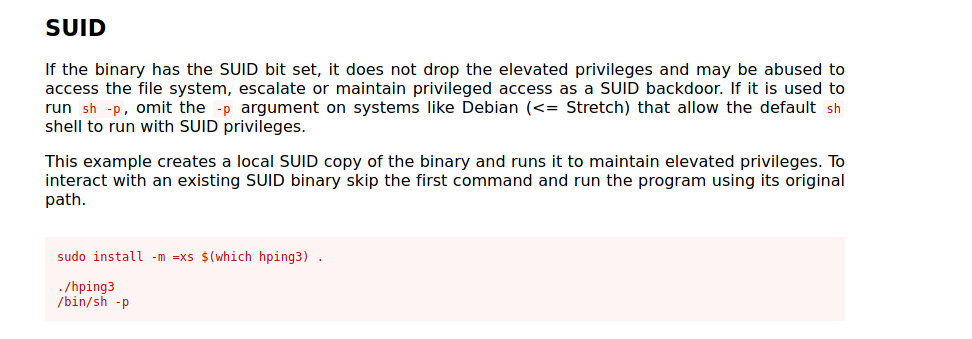 SUID
If the binary has the SUID bit set, it does not drop the elevated privileges and may be abused to
access the file system, escalate or maintain privileged access as a SUID backdoor. If it is used to
run sh -p, omit the -p argument on systems like Debian (<= Stretch) that allow the default sh
shell to run with SUID privileges.
This example creates a local SUID copy of the binary and runs it to maintain elevated privileges. To
interact with an existing SUID binary skip the first command and run the program using its original
path.
sudo install -m =xs $(which hping3) .
./hping3
/bin/sh -p